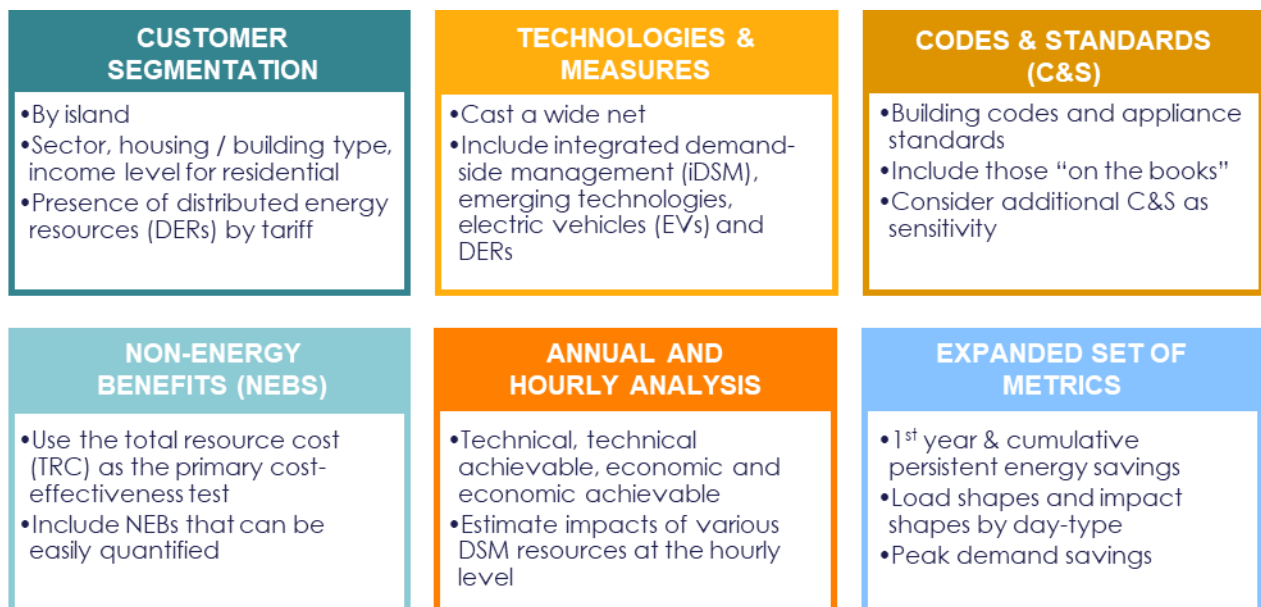 CUSTOMER
SEGMENTATION
•By island
•Sector, housing / building type,
income level for residential
•Presence of distributed energy
resources (DERs) by tariff
TECHNOLOGIES &
MEASURES
•Cast a wide net
•Include integrated demand-
side management (iDSM),
emerging technologies,
electric vehicles (EVs) and
DERs
CODES & STANDARDS
(C&S)
•Building codes and appliance
standards
•Include those “on the books”
•Consider additional C&S as
sensitivity
NON-ENERGY
BENEFITS (NEBS)
•Use the total resource cost
(TRC) as the primary cost-
effectiveness test
•Include NEBs that can be
easily quantified
ANNUAL AND
HOURLY ANALYSIS
•Technical, technical
achievable, economic and
economic achievable
•Estimate impacts of various
DSM resources at the hourly
level
EXPANDED SET OF
METRICS
•1st year & cumulative
persistent energy savings
•Load shapes and impact
shapes by day-type
•Peak demand savings